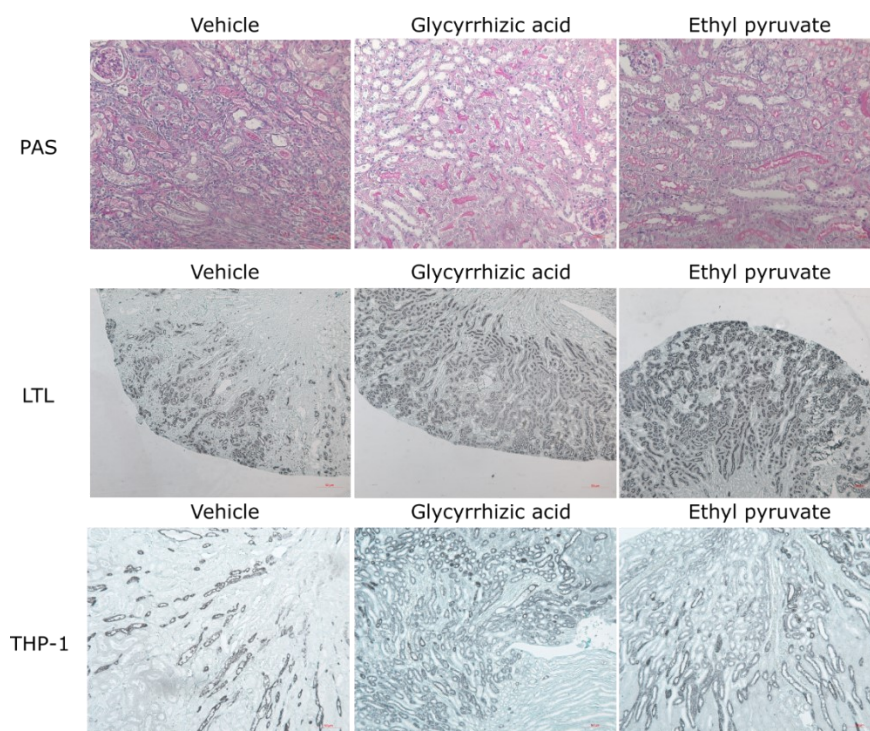 Vehicle Glycyrrhizic acid Ethyl pyruvate
PAS
Vehicle Glycyrrhizic acid Ethyl pyruvate
LTL
Vehicle Glycyrrhizic acid Ethyl pyruvate
THP-1